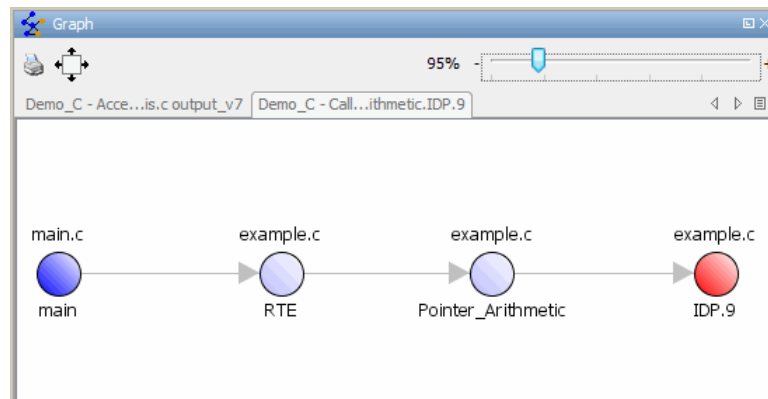 Graph
95% - +
Demo_C - Acce...is.c output_v7 Demo_C - Call...ithmetic.IDP.9
main.c example.c example.c example.c
main RTE Pointer_Arithmetic IDP.9